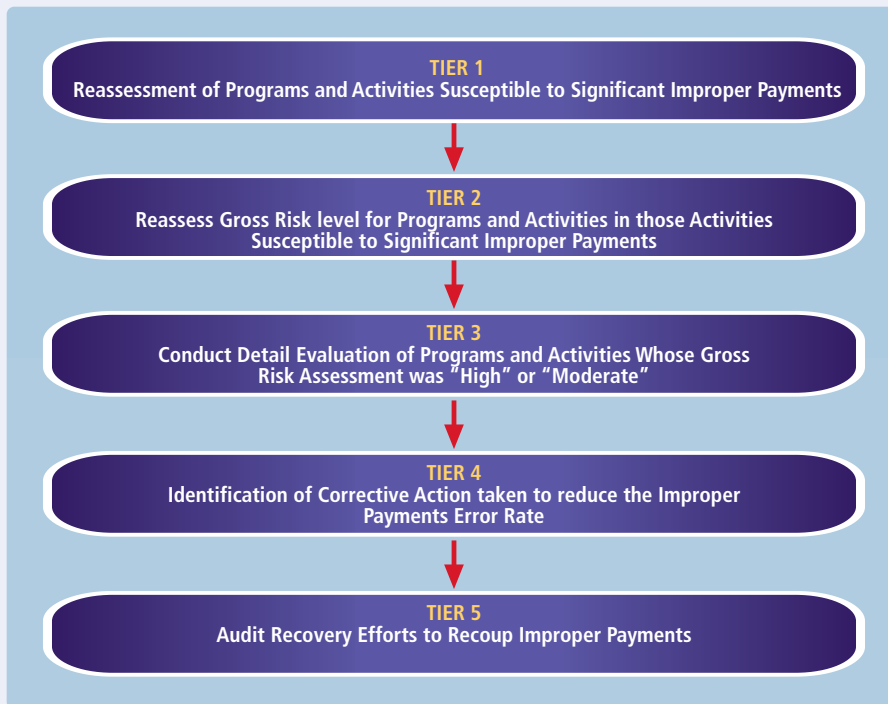 TIER 1
Reassessment of Programs and Activities Susceptible to Significant Improper Payments
TIER 2
Reassess Gross Risk level for Programs and Activities in those Activities
Susceptible to Significant Improper Payments
TIER 3
Conduct Detail Evaluation of Programs and Activities Whose Gross
Risk Assessment was "High" or “Moderate”
TIER 4
Identification of Corrective Action taken to reduce the Improper
Payments Error Rate
TIER 5
Audit Recovery Efforts to Recoup Improper Payments